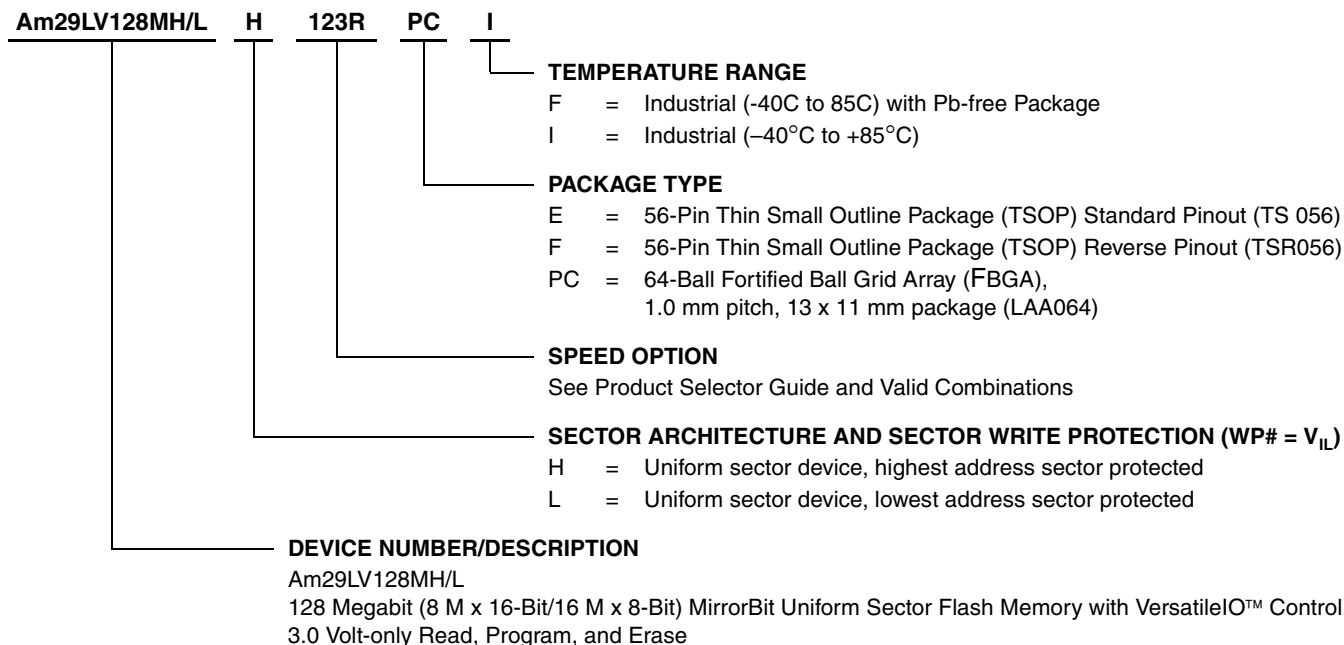 Am29LV128MH/L H 123R PC I
TEMPERATURE RANGE
F = Industrial (-40C to 85C) with Pb-free Package
I = Industrial (–40°C to +85°C)
PACKAGE TYPE
E = 56-Pin Thin Small Outline Package (TSOP) Standard Pinout (TS 056)
F = 56-Pin Thin Small Outline Package (TSOP) Reverse Pinout (TSR056)
PC = 64-Ball Fortified Ball Grid Array (FBGA),
1.0 mm pitch, 13 x 11 mm package (LAA064)
SPEED OPTION
See Product Selector Guide and Valid Combinations
SECTOR ARCHITECTURE AND SECTOR WRITE PROTECTION (WP# = VIL)
H = Uniform sector device, highest address sector protected
L = Uniform sector device, lowest address sector protected
DEVICE NUMBER/DESCRIPTION
Am29LV128MH/L
128 Megabit (8 M x 16-Bit/16 M x 8-Bit) MirrorBit Uniform Sector Flash Memory with VersatileIO™ Control
3.0 Volt-only Read, Program, and Erase